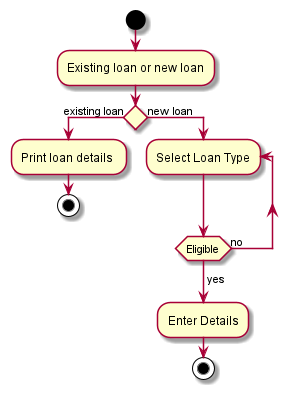 Existing loan or new loan
existing loan
new loan
Print loan details
Select Loan Type
Eligible
no
yes
Enter Details